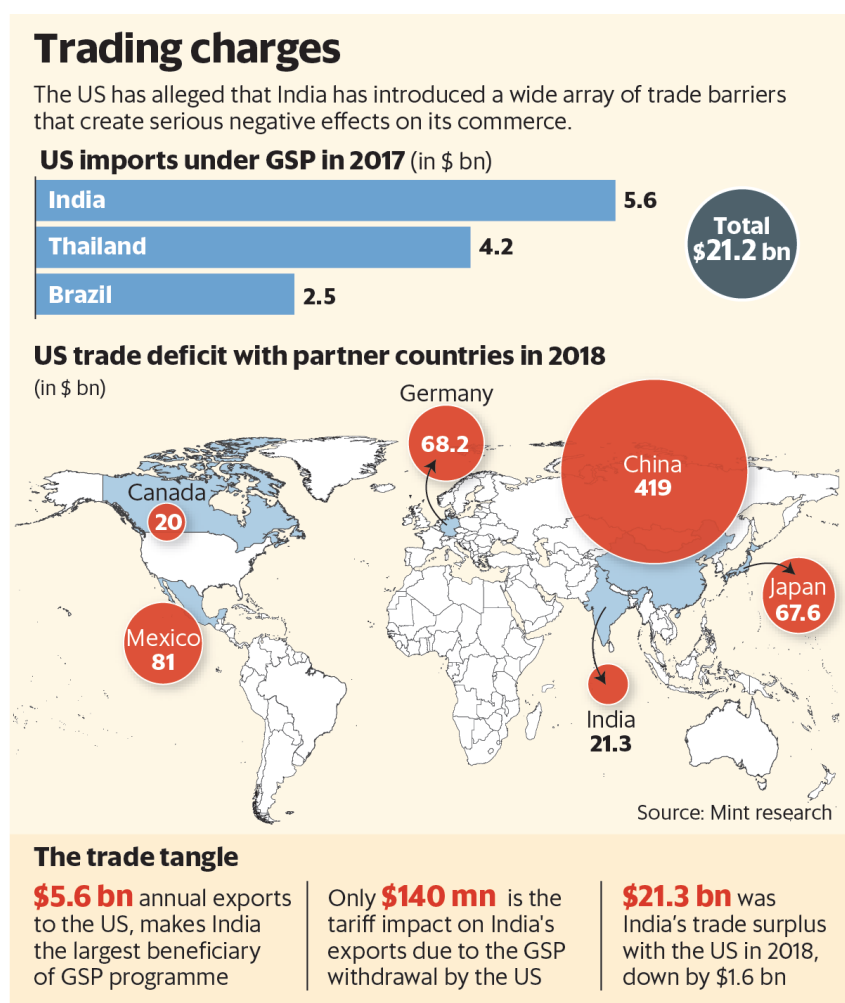 Trading charges
The US has alleged that India has introduced a wide array of trade barriers
that create serious negative effects on its commerce.
US imports under GSP in 2017 (in $ bn)
India
5.6
Thailand
4.2
Brazil
2.5
Total
$21.2 bn
US trade deficit with partner countries in 2018
(in $ bn)
Germany
68.2
China
419
Canada
20
Japan
67.6
Mexico
81
India
21.3
Source: Mint research
The trade tangle
$5.6 bn annual exports
to the US, makes India
the largest beneficiary
of GSP programme
Only $140 mn is the
tariff impact on India's
exports due to the GSP
withdrawal by the US
$21.3 bn was
India’s trade surplus
with the US in 2018,
down by $1.6 bn